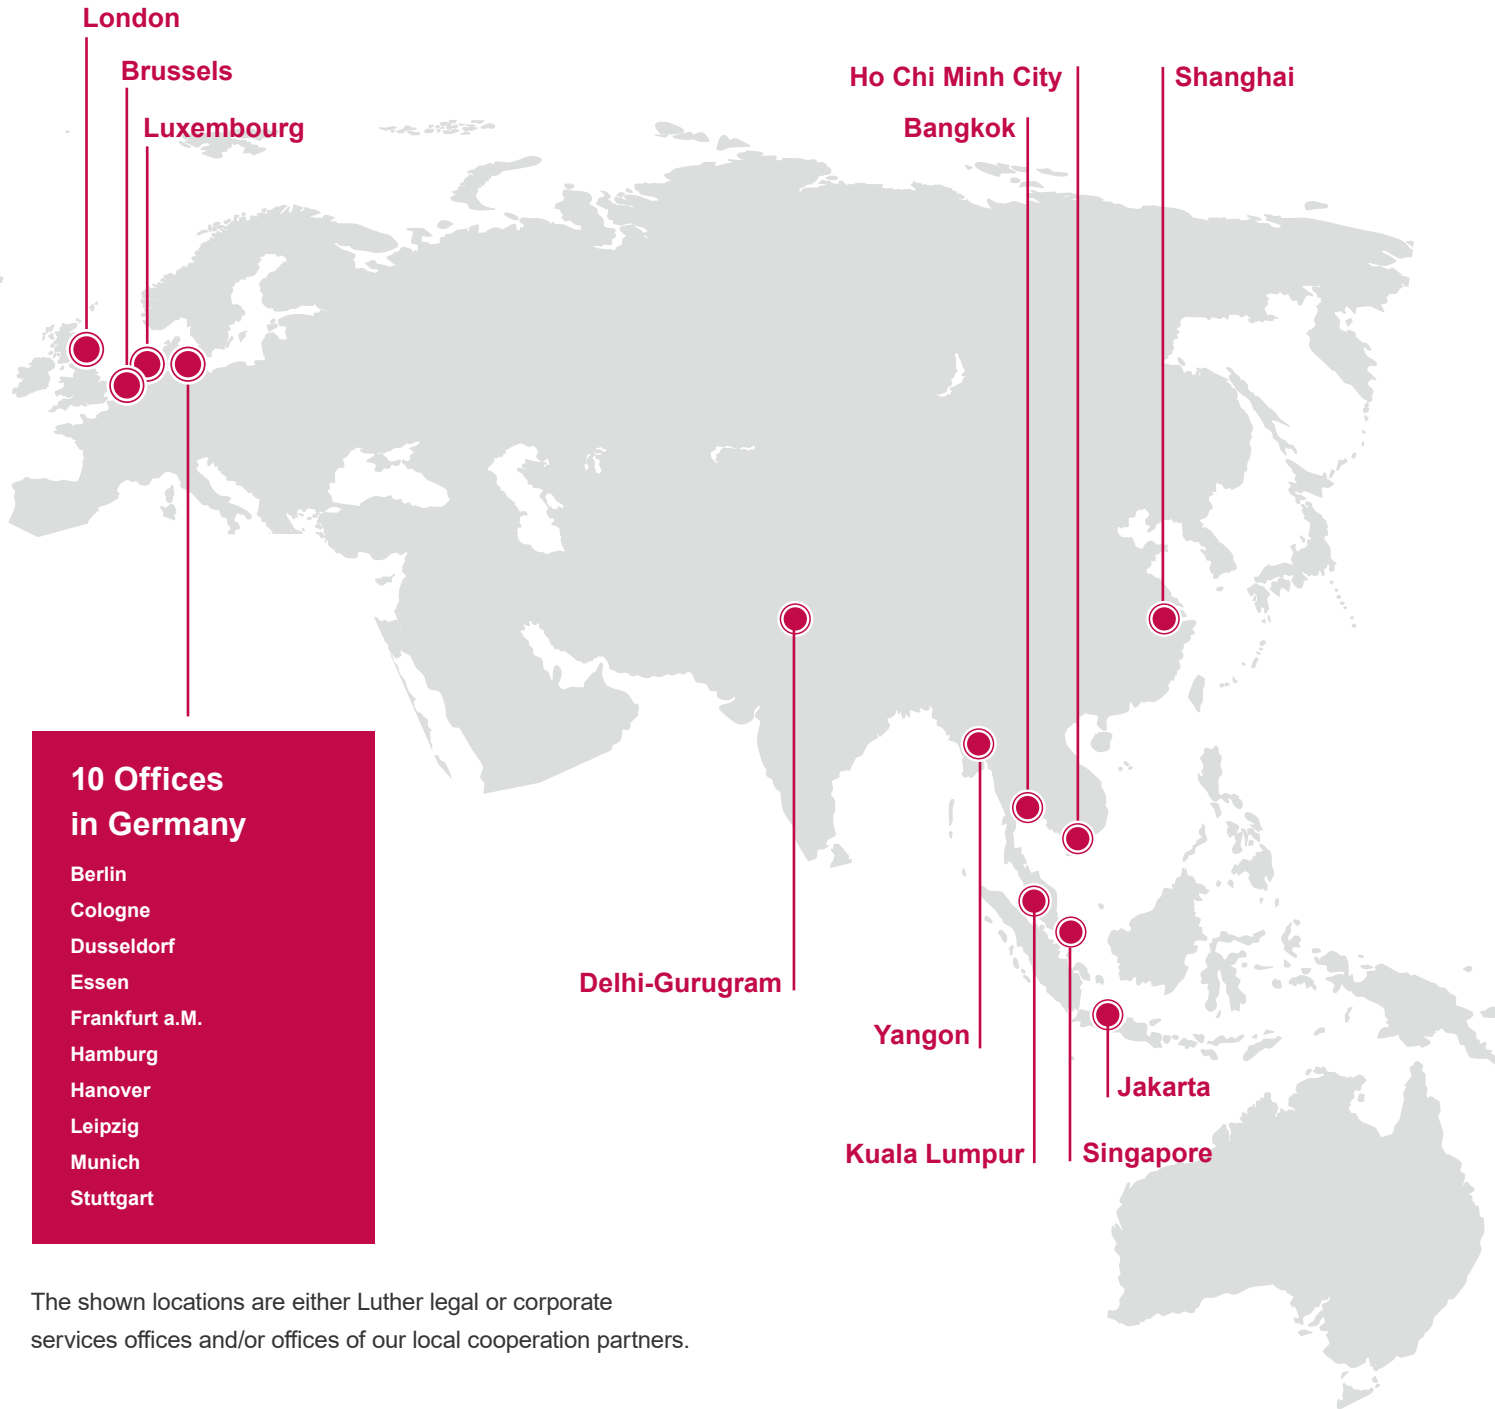 London
Brussels
Luxembourg
Ho Chi Minh City
Shanghai
Bangkok
10 Offices
in Germany
Berlin
Cologne
Dusseldorf
Essen
Frankfurt a.M.
Hamburg
Hanover
Leipzig
Munich
Stuttgart
Delhi-Gurugram
Yangon
Jakarta
Kuala Lumpur
Singapore
The shown locations are either Luther legal or corporate
services offices and/or offices of our local cooperation partners.